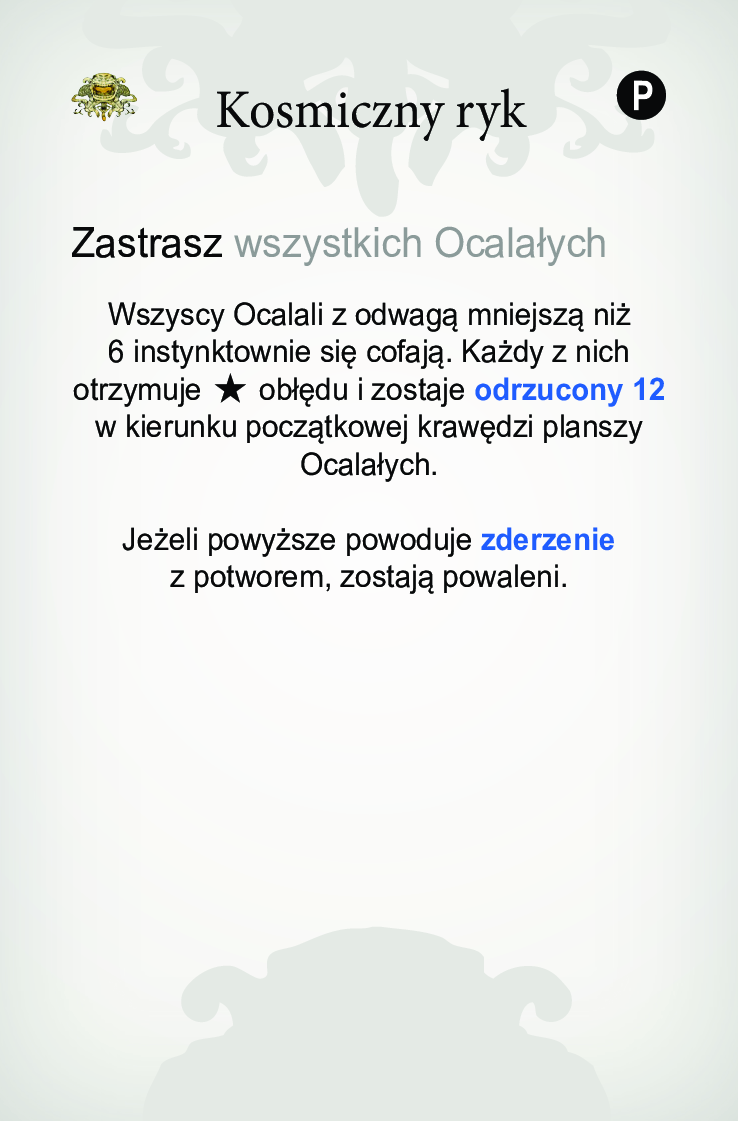 Kosmiczny ryk
P
Zastrasz wszystkich Ocalałych
Wszyscy Ocalali z odwagą mniejszą niż
6 instynktownie się cofają. Każdy z nich
otrzymuje ★ obłędu i zostaje odrzucony 12
w kierunku początkowej krawędzi planszy
Ocalałych.
Jeżeli powyższe powoduje zderzenie
z potworem, zostają powaleni.